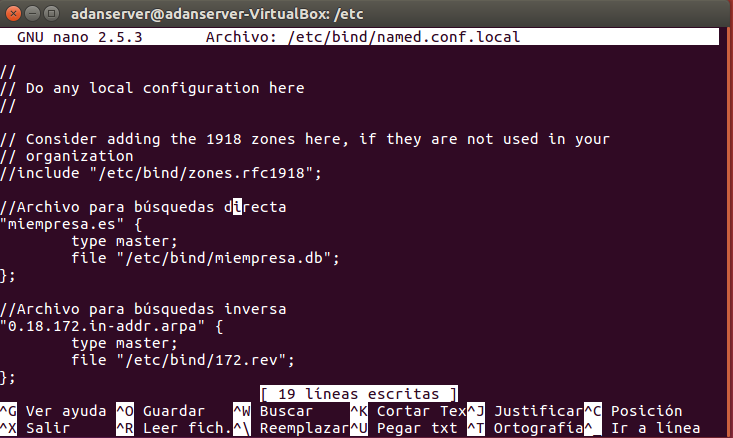 adanserver@adanserver-VirtualBox: /etc
GNU nano 2.5.3 Archivo: /etc/bind/named.conf.local
//
// Do any local configuration here
//
// Consider adding the 1918 zones here, if they are not used in your
// organization
//include "/etc/bind/zones.rfc1918";
//Archivo para búsquedas directa
"miempresa.es" {
type master;
file "/etc/bind/miempresa.db";
};
//Archivo para búsquedas inversa
"0.18.172.in-addr.arpa" {
type master;
file "/etc/bind/172.rev";
};
[ 19 líneas escritas ]
^G Ver ayuda ^O Guardar ^W Buscar ^K Cortar Tex^J Justificar^C Posición
^X Salir ^R Leer fich.^\ Reemplazar^U Pegar txt ^T Ortografía^_ Ir a línea